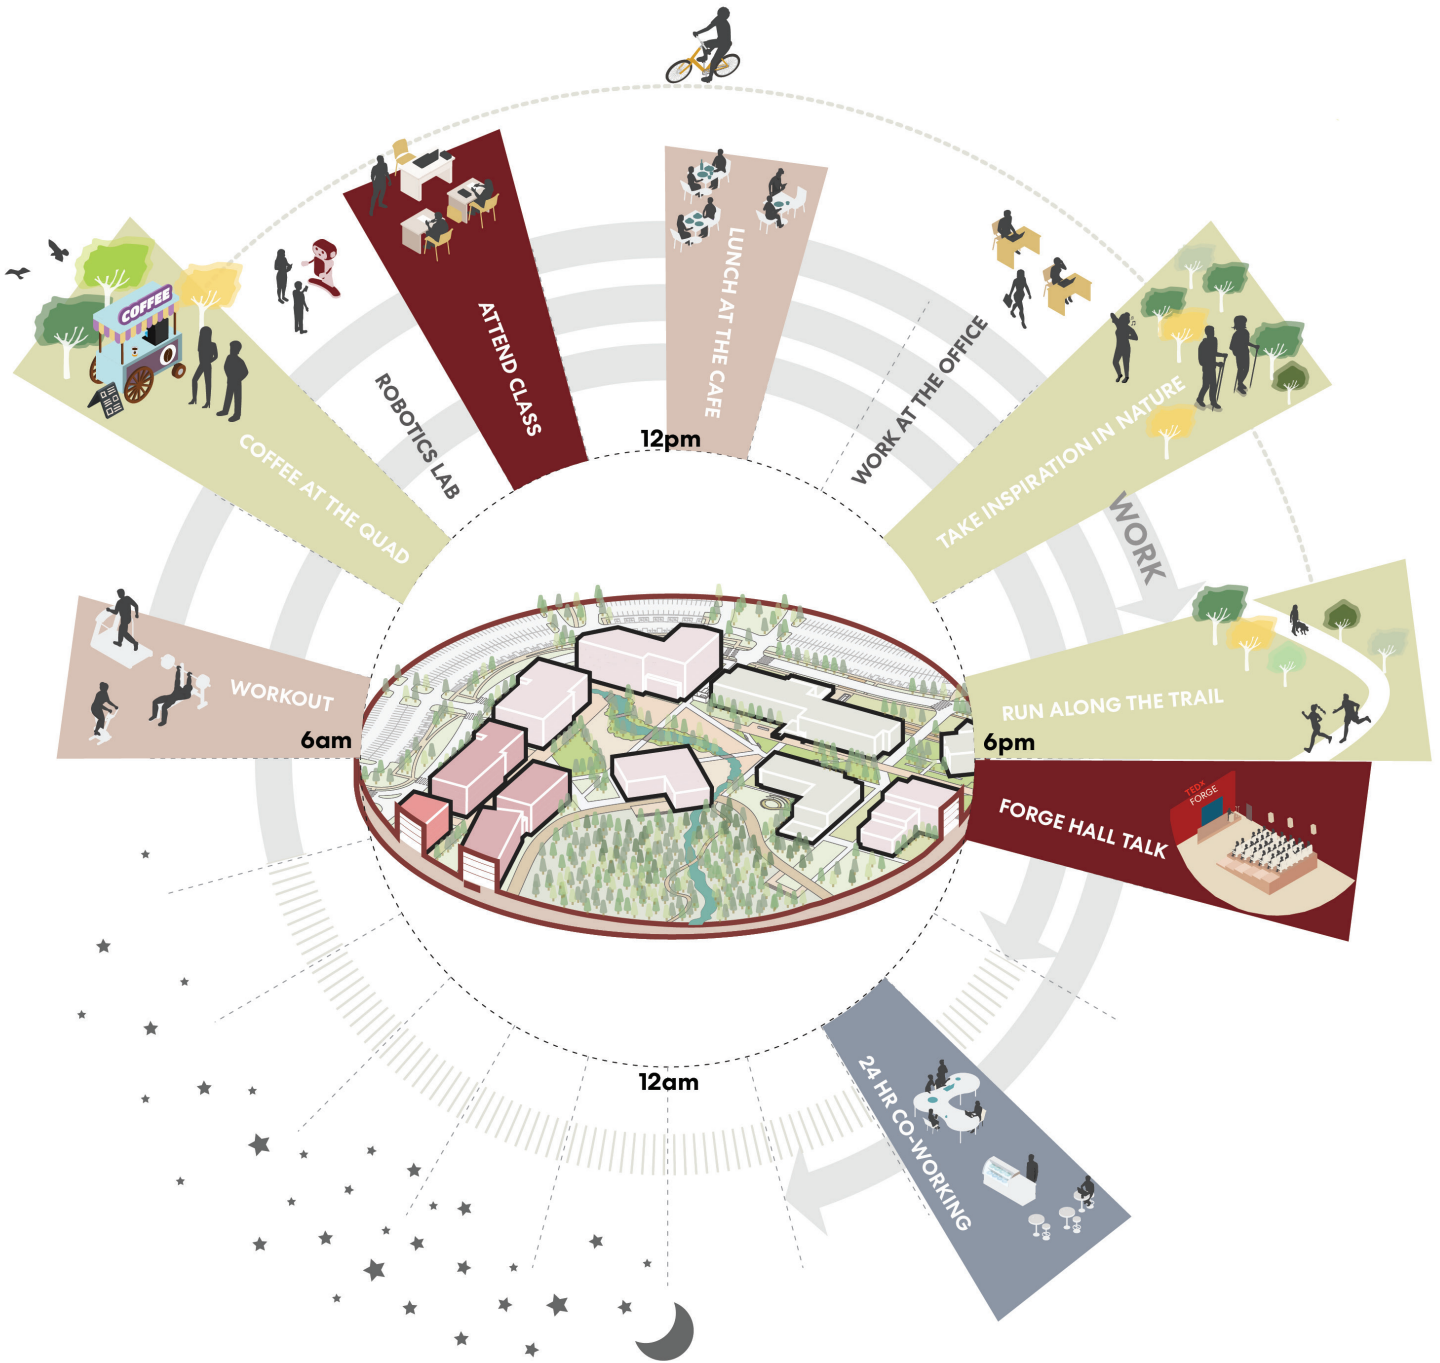 COFFEE
ATTEND CLASS
LUNCH AT THE CAFE
ROBOTICS LAB
WORK AT THE OFFICE
COFFEE AT THE QUAD
TAKE INSPIRATION IN NATURE
12pm
WORK
WORKOUT
RUN ALONG THE TRAIL
6am
6pm
TEDx
FORGE
FORGE HALL TALK
12am
24 HR CO-WORKING